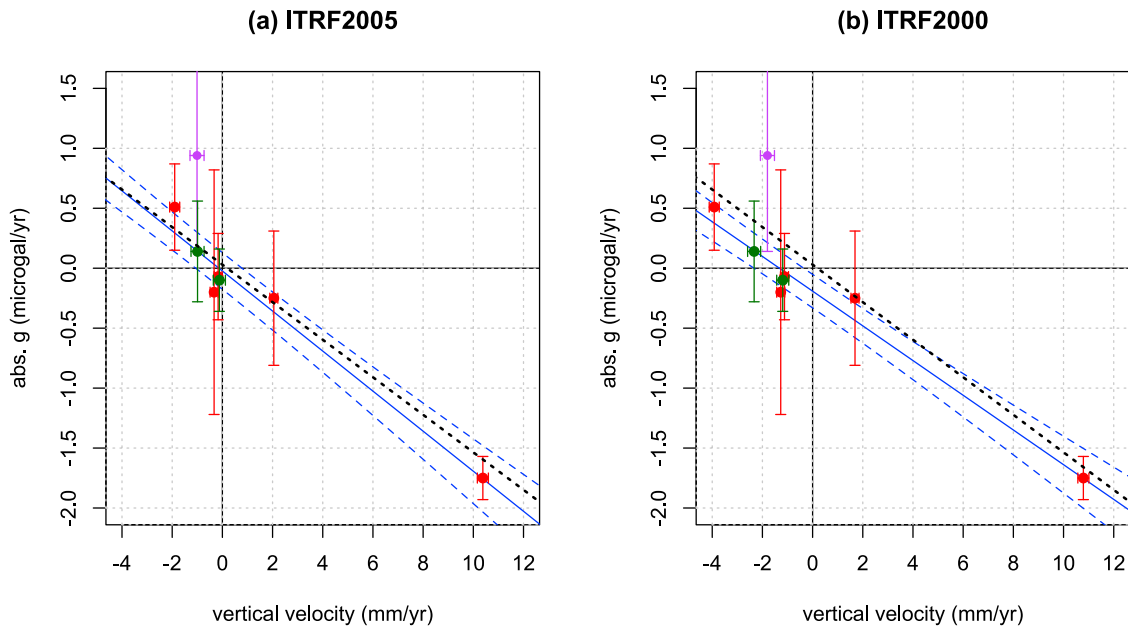 (a) ITRF2005
abs. g (microgal/yr)
1.5
1.0
0.5
0.0
-0.5
-1.0
-1.5
-2.0
-4 -2 0 2 4 6 8 10 12
vertical velocity (mm/yr)
(b) ITRF2000
abs. g (microgal/yr)
1.5
1.0
0.5
0.0
-0.5
-1.0
-1.5
-2.0
-4 -2 0 2 4 6 8 10 12
vertical velocity (mm/yr)